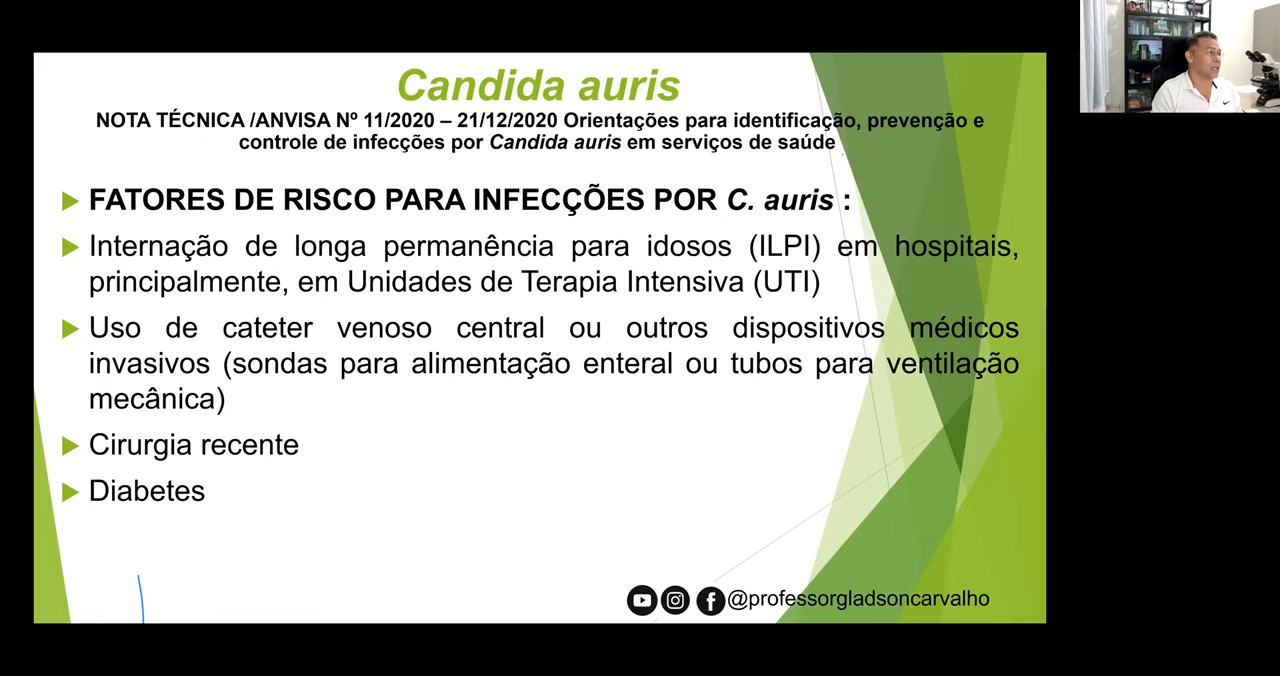 Candida auris
NOTA TÉCNICA /ANVISA Nº 11/2020 – 21/12/2020 Orientações para identificação, prevenção e
controle de infecções por Candida auris em serviços de saúde
FATORES DE RISCO PARA INFECÇÕES POR C. auris :
Internação de longa permanência para idosos (ILPI) em hospitais,
principalmente, em Unidades de Terapia Intensiva (UTI)
Uso de cateter venoso central ou outros dispositivos médicos
invasivos (sondas para alimentação enteral ou tubos para ventilação
mecânica)
Cirurgia recente
Diabetes
@professorgladsoncarvalho